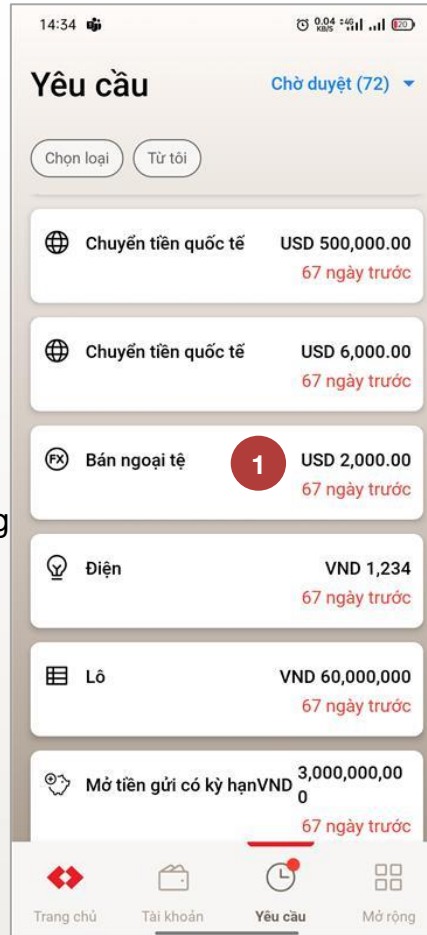 14:34
0.04 KB/S 4G 20
Yêu cầu
Chờ duyệt (72)
Chọn loại
Từ tôi
Chuyển tiền quốc tế USD 500,000.00
67 ngày trước
Chuyển tiền quốc tế USD 6,000.00
67 ngày trước
FX Bán ngoại tệ 1 USD 2,000.00
67 ngày trước
g
Điện VND 1,234
67 ngày trước
Lô VND 60,000,000
67 ngày trước
Mở tiền gửi có kỳ hạn VND 3,000,000,00
0
67 ngày trước
Trang chủ Tài khoản Yêu cầu Mở rộng